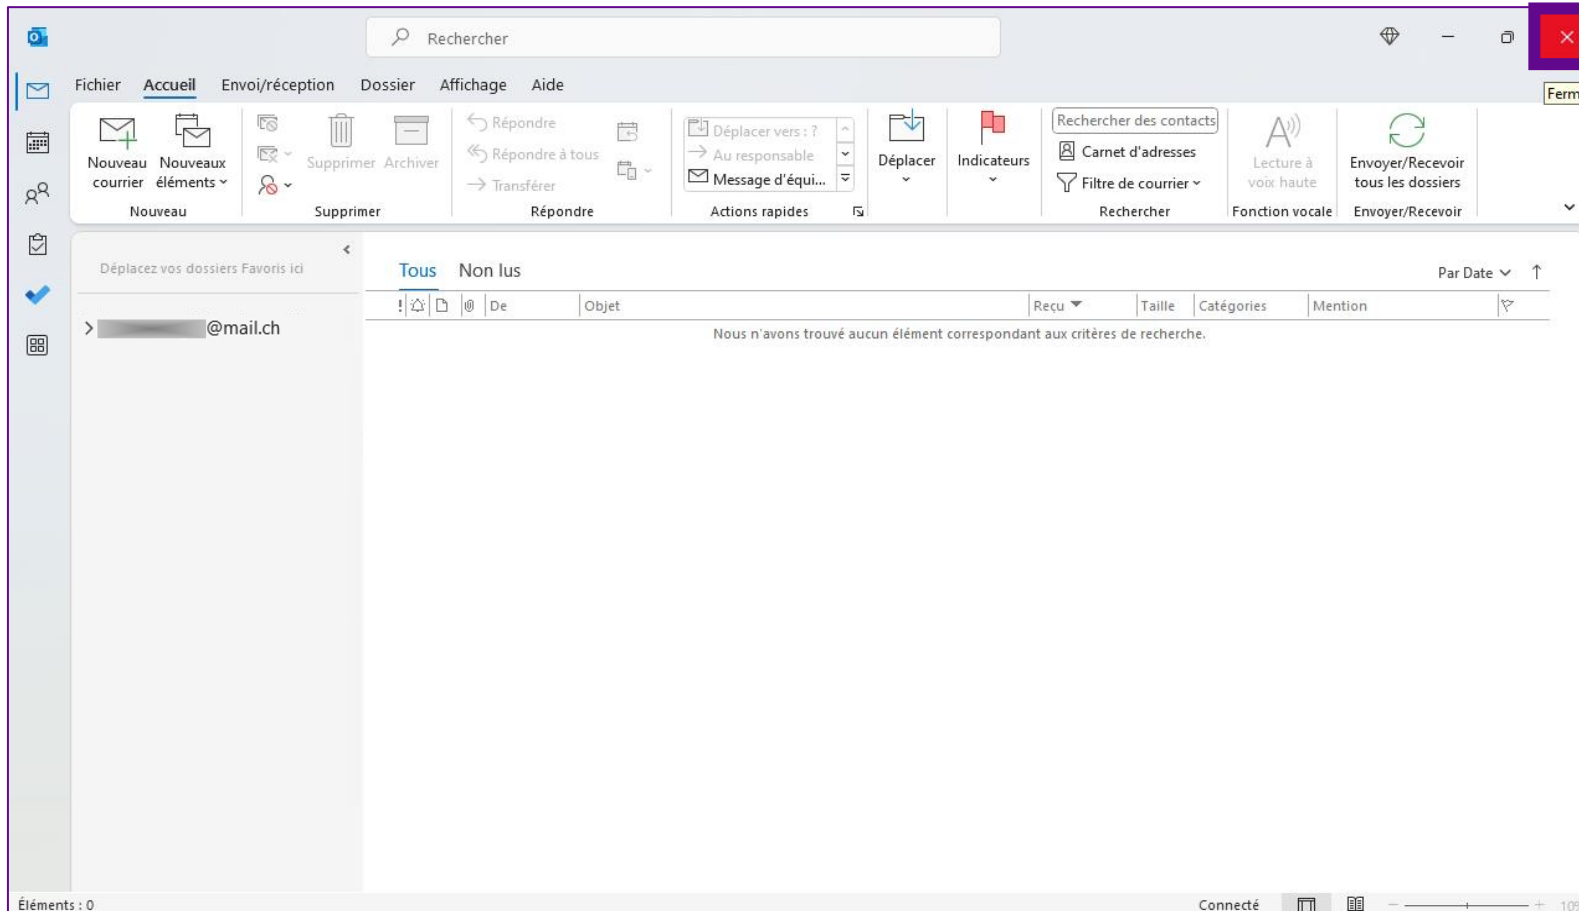 Rechercher
Ferm
Fichier Accueil Envoi/réception Dossier Affichage Aide
Nouveau courrier
Nouveaux éléments
Nouveau
Supprimer Archiver
Supprimer
Répondre
Répondre à tous
Transférer
Répondre
Déplacer vers : ?
Au responsable
Message d'équi...
Actions rapides
Déplacer
Indicateurs
Rechercher des contacts
Carnet d'adresses
Filtre de courrier
Rechercher
Lecture à
voix haute
Fonction vocale
Envoyer/Recevoir
tous les dossiers
Envoyer/Recevoir
Déplacez vos dossiers Favoris ici
@mail.ch
Tous Non lus
Par Date
! De Objet Reçu Taille Catégories Mention
Nous n'avons trouvé aucun élément correspondant aux critères de recherche.
Éléments : 0
Connecté